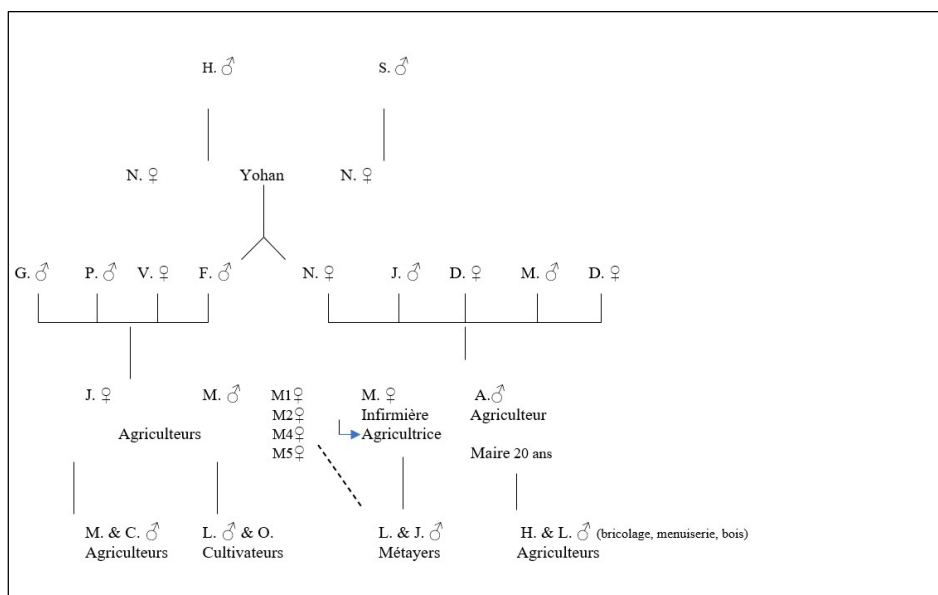 H. ♂ S. ♂
N. ♀ Yohan N. ♀
G. ♂ P. ♂ V. ♀ F. ♂ N. ♀ J. ♂ D. ♀ M. ♂ D. ♀
J. ♀ M. ♂ M1♀ M. ♀ A.♂
M2♀ Infirmière Agriculteur
Agriculteurs M4♀ Agricultrice
M5♀ Maire 20 ans
M. & C. ♂ L. ♂ & O. L. & J. ♂ H. & L. ♂ (bricolage, menuiserie, bois)
Agriculteurs Cultivateurs Métayers Agriculteurs